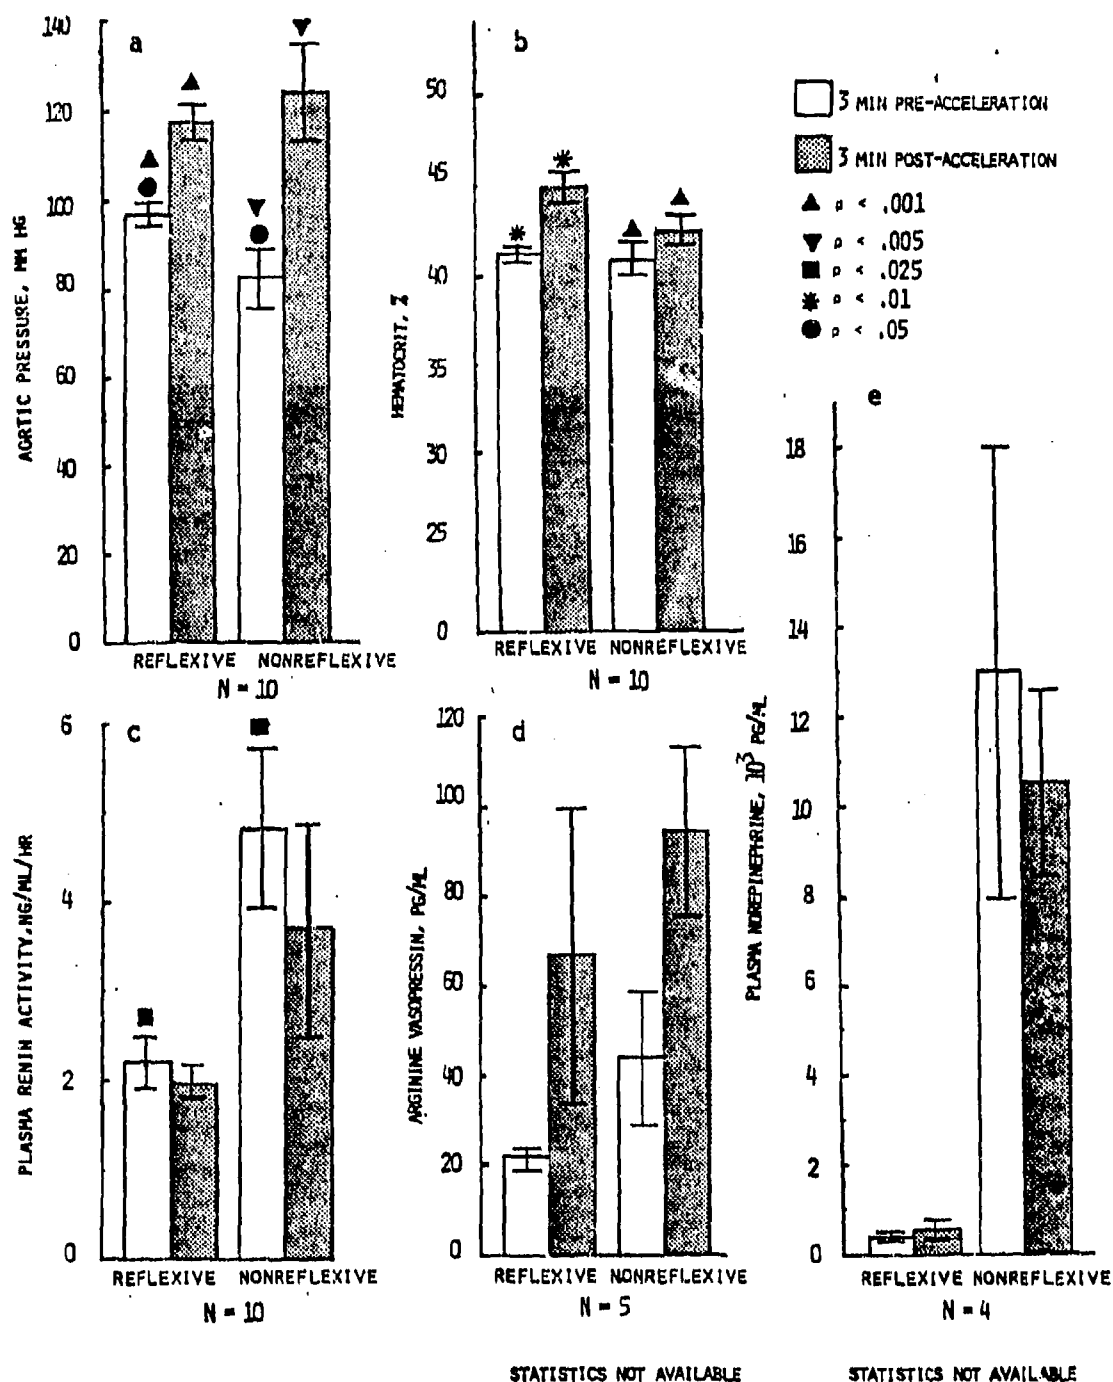 a
AORTIC PRESSURE, MM HG
140
120
100
80
60
40
20
0
REFLEXIVE NONREFLEXIVE
N = 10
b
HEMATOCRIT, %
50
45
40
35
30
25
0
REFLEXIVE NONREFLEXIVE
N = 10
3 MIN PRE-ACCELERATION
3 MIN POST-ACCELERATION
▲ p < .001
▼ p < .005
■ p < .025
✱ p < .01
● p < .05
c
PLASMA RENIN ACTIVITY, NG/ML/HR
6
4
2
0
REFLEXIVE NONREFLEXIVE
N = 10
d
ARGININE VASOPRESSIN, PG/ML
120
100
80
60
40
20
0
REFLEXIVE NONREFLEXIVE
N = 5
STATISTICS NOT AVAILABLE
e
PLASMA NOREPINEPHRINE, 10³ PG/ML
18
16
14
12
10
8
6
4
2
0
REFLEXIVE NONREFLEXIVE
N = 4
STATISTICS NOT AVAILABLE